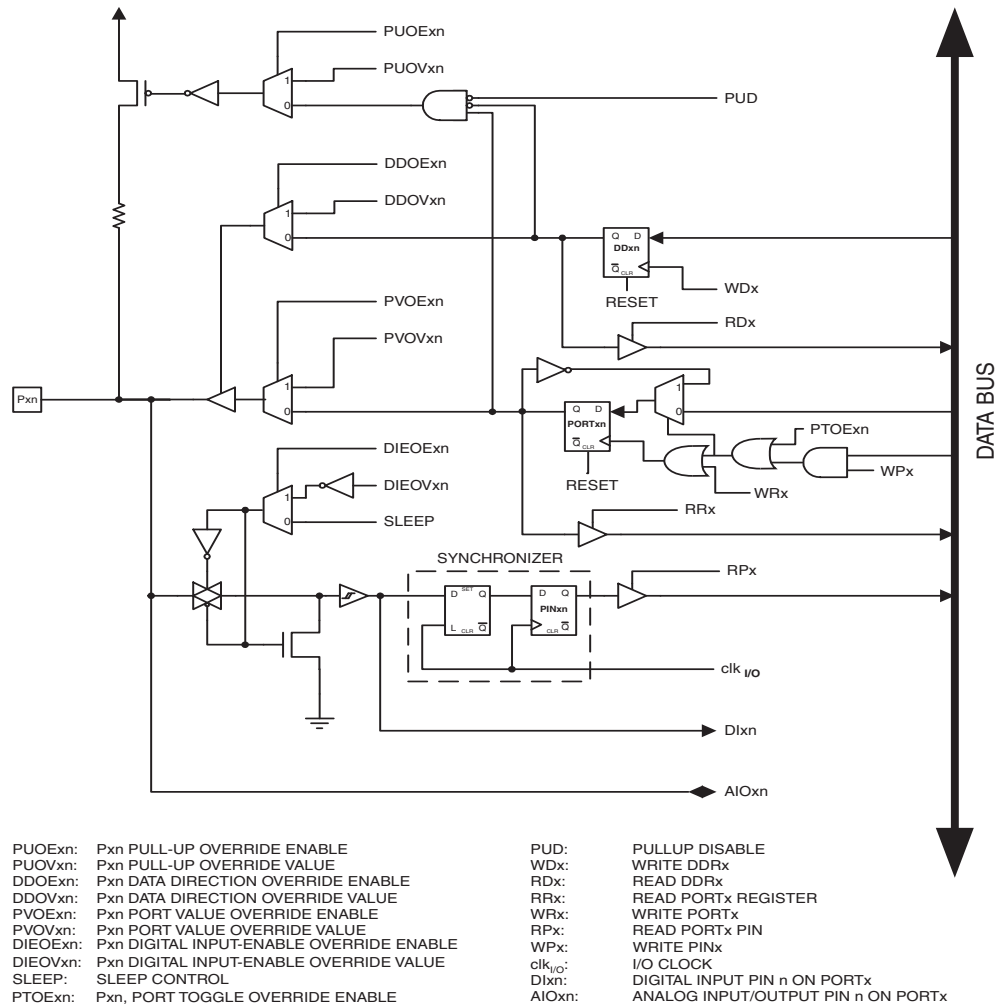 PUOExn
PUOVxn
1
0
PUD
DDOExn
DDOVxn
1
0
Q D
DDxn
Q CLR
RESET
WDx
RDx
PVOExn
PVOVxn
1
0
Pxn
1
0
Q D
PORTxn
Q CLR
RESET
PTOExn
WPx
WRx
RRx
DATA BUS
DIEOExn
DIEOVxn
1
0
SLEEP
SYNCHRONIZER
D SET Q
L CLR Q
D Q
PINxn
CLR Q
RPx
clk I/O
DIxn
AIOxn
PUOExn: Pxn PULL-UP OVERRIDE ENABLE
PUOVxn: Pxn PULL-UP OVERRIDE VALUE
DDOExn: Pxn DATA DIRECTION OVERRIDE ENABLE
DDOVxn: Pxn DATA DIRECTION OVERRIDE VALUE
PVOExn: Pxn PORT VALUE OVERRIDE ENABLE
PVOVxn: Pxn PORT VALUE OVERRIDE VALUE
DIEOExn: Pxn DIGITAL INPUT-ENABLE OVERRIDE ENABLE
DIEOVxn: Pxn DIGITAL INPUT-ENABLE OVERRIDE VALUE
SLEEP: SLEEP CONTROL
PTOExn: Pxn, PORT TOGGLE OVERRIDE ENABLE
PUD: PULLUP DISABLE
WDx: WRITE DDRx
RDx: READ DDRx
RRx: READ PORTx REGISTER
WRx: WRITE PORTx
RPx: READ PORTx PIN
WPx: WRITE PINx
clkI/O: I/O CLOCK
DIxn: DIGITAL INPUT PIN n ON PORTx
AIOxn: ANALOG INPUT/OUTPUT PIN n ON PORTx